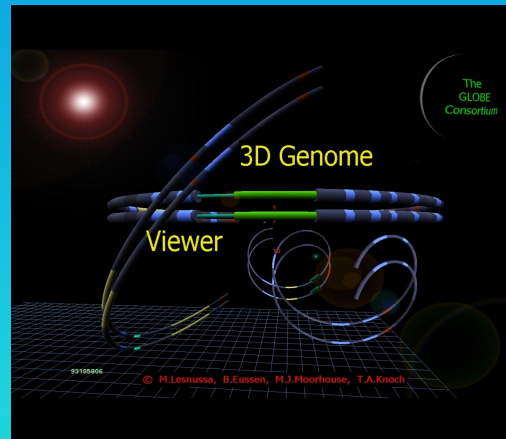 The
GLOBE
Consortium
3D Genome
Viewer
93185806
© M.Lesnussa, B.Eussen, M.J.Moorhouse, T.A.Knoch